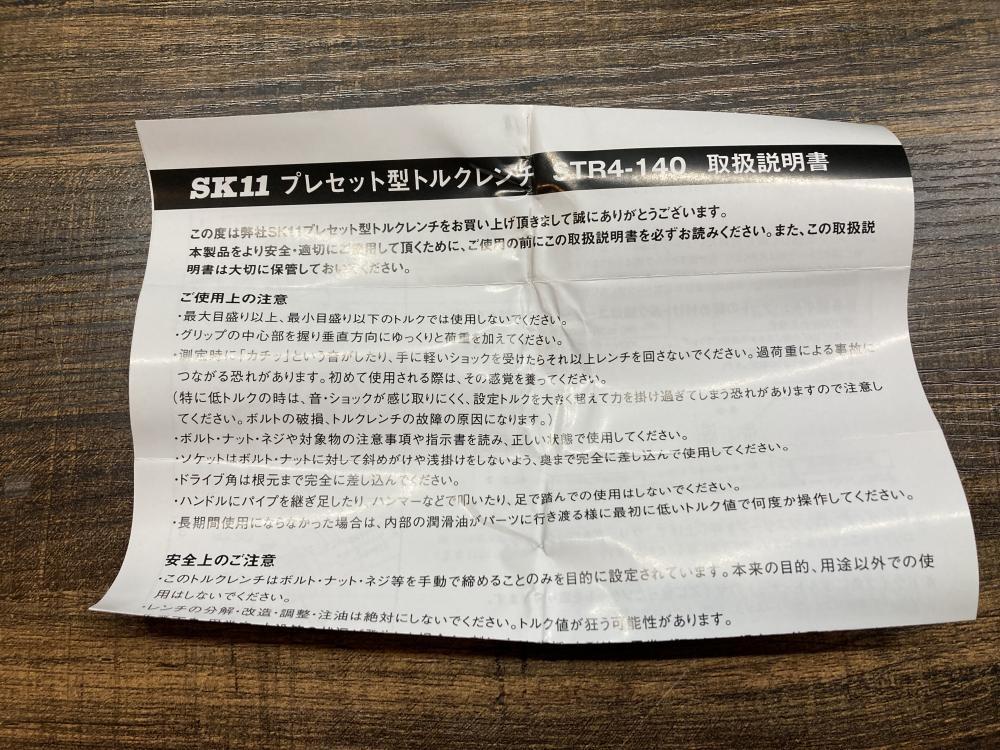 SK11 プレセット型トルクレンチ STR4-140 取扱説明書
この度は弊社SK11プレセット型トルクレンチをお買い上げ頂きまして誠にありがとうございます。
本製品をより安全・適切にご使用して頂くために、ご使用の前にこの取扱説明書を必ずお読みください。また、この取扱説
明書は大切に保管しておいてください。
ご使用上の注意
・最大目盛り以上、最小目盛り以下のトルクでは使用しないでください。
・グリップの中心部を握り垂直方向にゆっくりと荷重を加えてください。
・測定時に「カチッ」という音がしたり、手に軽いショックを受けたらそれ以上レンチを回さないでください。過荷重による事故に
つながる恐れがあります。初めて使用される際は、その感覚を養ってください。
（特に低トルクの時は、音・ショックが感じ取りにくく、設定トルクを大きく超えて力を掛け過ぎてしまう恐れがありますので注意し
てください。ボルトの破損、トルクレンチの故障の原因になります。）
・ボルト・ナット・ネジや対象物の注意事項や指示書を読み、正しい状態で使用してください。
・ソケットはボルト・ナットに対して斜めがけや浅掛けをしないよう、奥まで完全に差し込んで使用してください。
・ドライブ角は根元まで完全に差し込んでください。
・ハンドルにパイプを継ぎ足したり、ハンマーなどで叩いたり、足で踏んでの使用はしないでください。
・長期間使用にならなかった場合は、内部の潤滑油がパーツに行き渡る様に最初に低いトルク値で何度か操作してください。
安全上のご注意
・このトルクレンチはボルト・ナット・ネジ等を手動で締めることのみを目的に設定されています。本来の目的、用途以外での使
用はしないでください。
・レンチの分解・改造・調整・注油は絶対にしないでください。トルク値が狂う可能性があります。